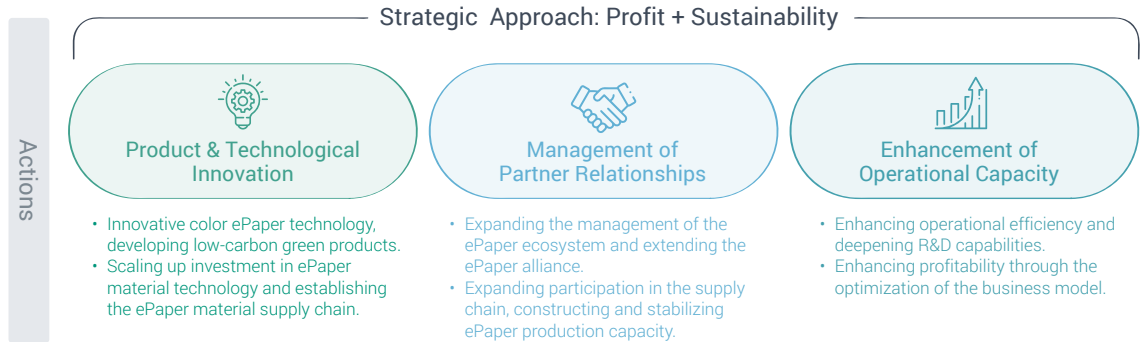 Strategic Approach: Profit + Sustainability
Actions
Product & Technological
Innovation
• Innovative color ePaper technology,
developing low-carbon green products.
• Scaling up investment in ePaper
material technology and establishing
the ePaper material supply chain.
Management of
Partner Relationships
• Expanding the management of the
ePaper ecosystem and extending the
ePaper alliance.
• Expanding participation in the supply
chain, constructing and stabilizing
ePaper production capacity.
Enhancement of
Operational Capacity
• Enhancing operational efficiency and
deepening R&D capabilities.
• Enhancing profitability through the
optimization of the business model.